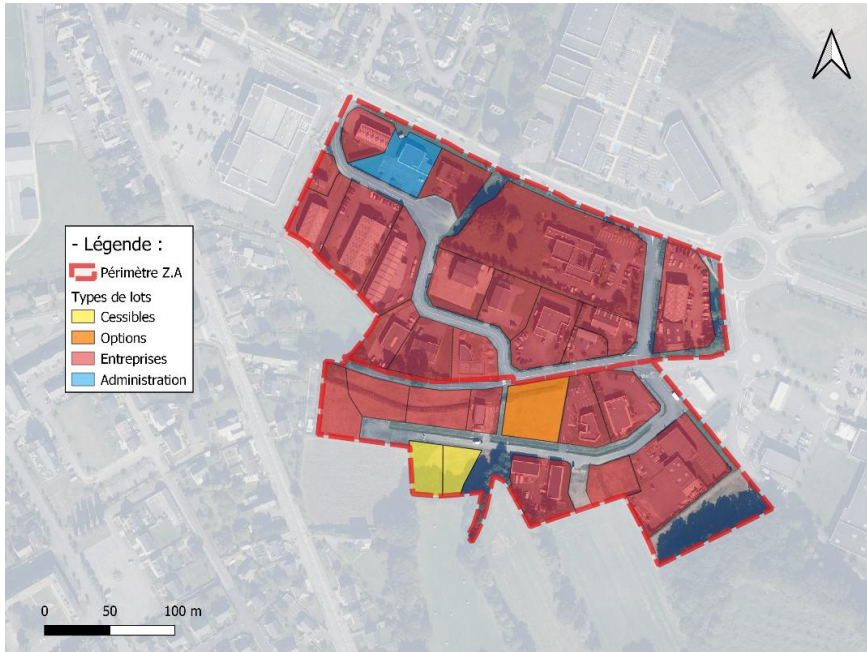 - Légende :
Périmètre Z.A
Types de lots
Cessibles
Options
Entreprises
Administration
0 50 100 m